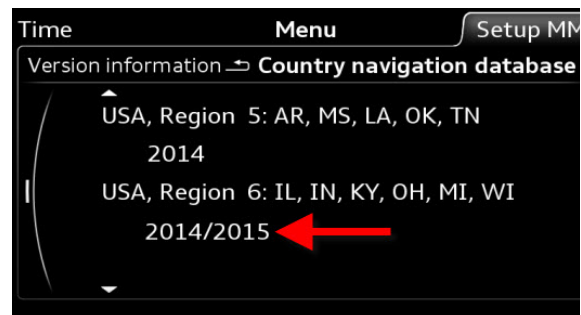 Time Menu Setup MM
Version information Country navigation database
USA, Region 5: AR, MS, LA, OK, TN
2014
USA, Region 6: IL, IN, KY, OH, MI, WI
2014/2015